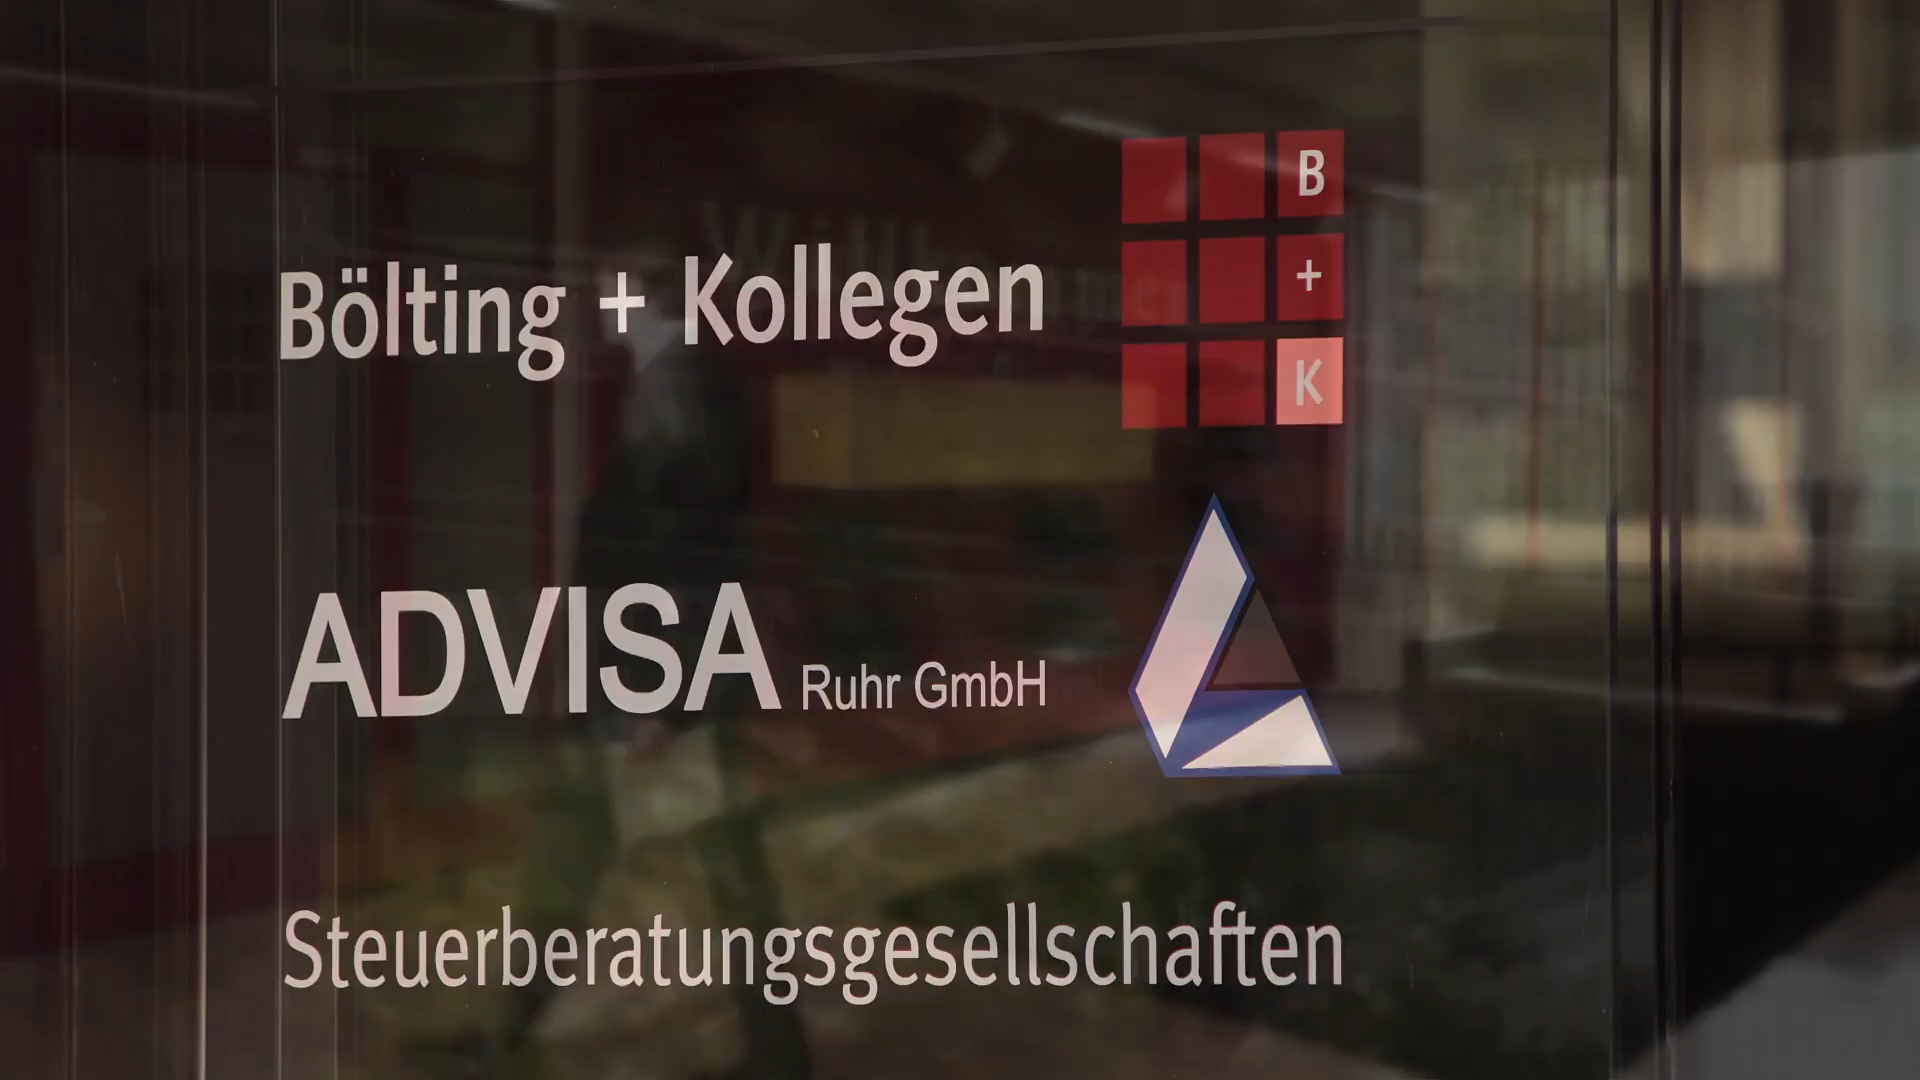 Bölting + Kollegen
B
+
K
ADVISA Ruhr GmbH
Steuerberatungsgesellschaften